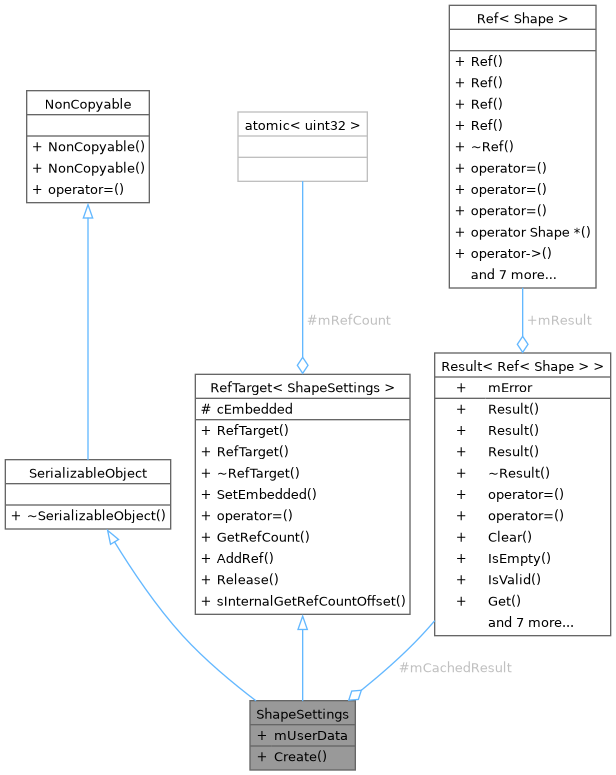 Ref< Shape >
+ Ref()
+ Ref()
+ Ref()
+ Ref()
+ ~Ref()
+ operator=()
+ operator=()
+ operator=()
+ operator Shape *()
+ operator->()
and 7 more...
NonCopyable
+ NonCopyable()
+ NonCopyable()
+ operator=()
atomic< uint32 >
#mRefCount
+mResult
RefTarget< ShapeSettings >
# cEmbedded
+ RefTarget()
+ RefTarget()
+ ~RefTarget()
+ SetEmbedded()
+ operator=()
+ GetRefCount()
+ AddRef()
+ Release()
+ sInternalGetRefCountOffset()
Result< Ref< Shape > >
+ mError
+ Result()
+ Result()
+ Result()
+ ~Result()
+ operator=()
+ operator=()
+ Clear()
+ IsEmpty()
+ IsValid()
+ Get()
and 7 more...
SerializableObject
+ ~SerializableObject()
#mCachedResult
ShapeSettings
+ mUserData
+ Create()